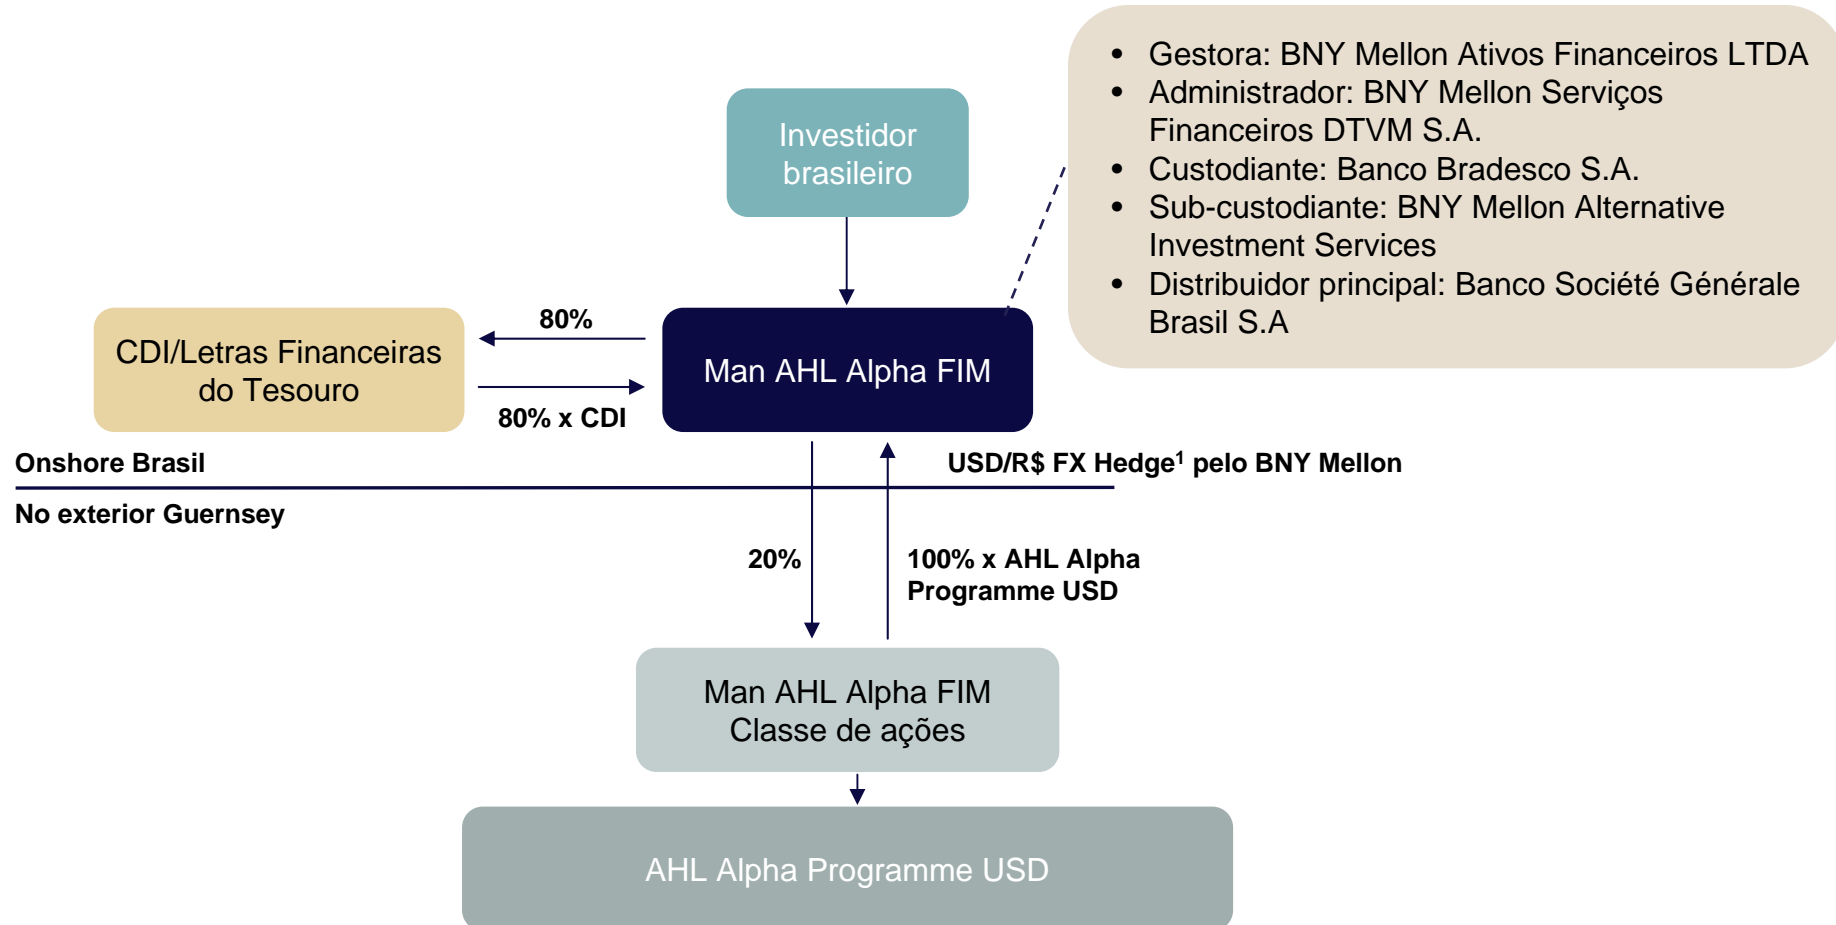 Investidor
brasileiro
• Gestora: BNY Mellon Ativos Financeiros LTDA
• Administrador: BNY Mellon Serviços
Financeiros DTVM S.A.
• Custodiante: Banco Bradesco S.A.
• Sub-custodiante: BNY Mellon Alternative
Investment Services
• Distribuidor principal: Banco Société Générale
Brasil S.A
CDI/Letras Financeiras
do Tesouro
80%
80% x CDI
Man AHL Alpha FIM
Onshore Brasil
USD/R$ FX Hedge¹ pelo BNY Mellon
No exterior Guernsey
20%
100% x AHL Alpha
Programme USD
Man AHL Alpha FIM
Classe de ações
AHL Alpha Programme USD